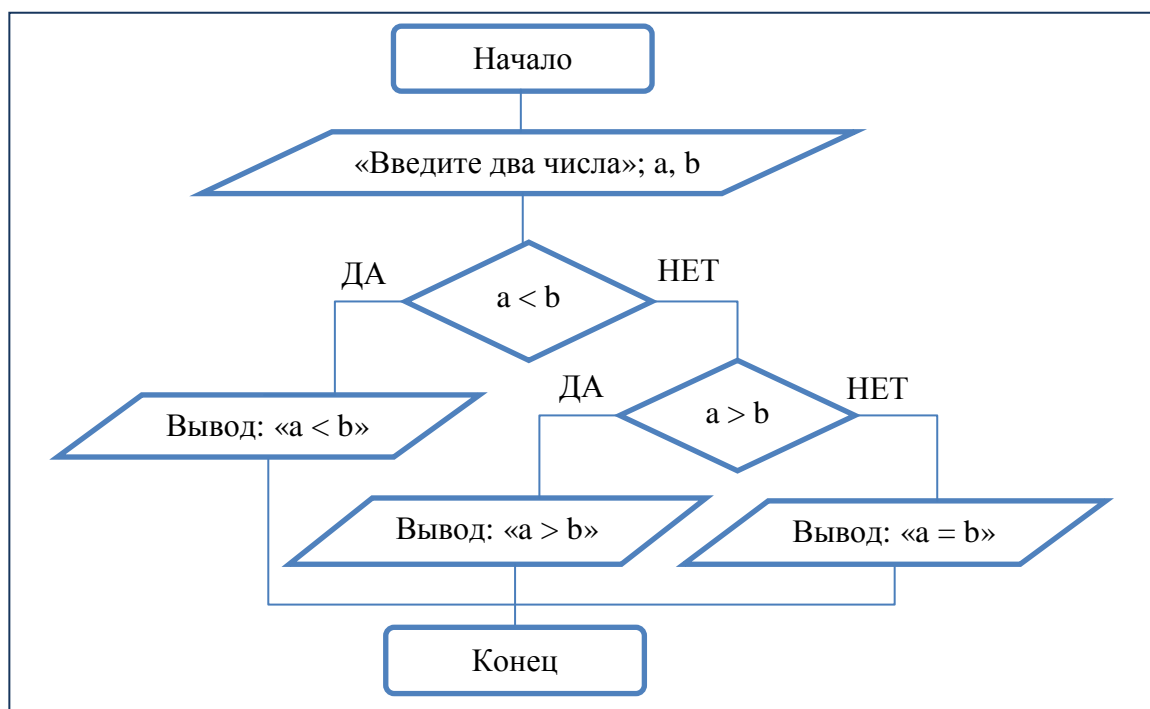 Начало
«Введите два числа»; a, b
ДА
НЕТ
a < b
ДА
НЕТ
Вывод: «a < b»
a > b
Вывод: «a > b»
Вывод: «a = b»
Конец